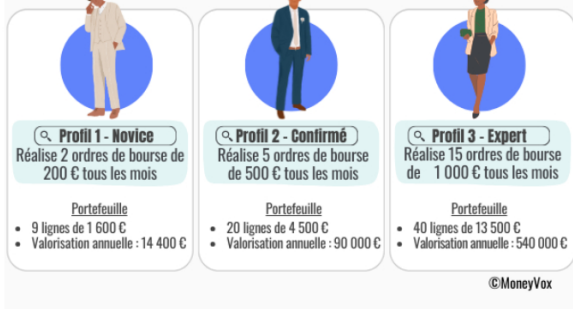 Profil 1 - Novice
Réalise 2 ordres de bourse de
200 € tous les mois
Portefeuille
• 9 lignes de 1 600 €
• Valorisation annuelle : 14 400 €
Profil 2 - Confirmé
Réalise 5 ordres de bourse
de 500 € tous les mois
Portefeuille
• 20 lignes de 4 500 €
• Valorisation annuelle : 90 000 €
Profil 3 - Expert
Réalise 15 ordres de bourse
de 1 000 € tous les mois
Portefeuille
• 40 lignes de 13 500 €
• Valorisation annuelle : 540 000 €
©MoneyVox